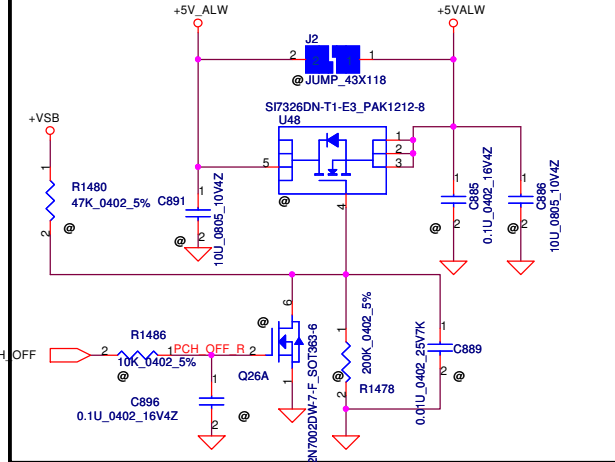 +5V_ALW
+5VALW
J2
2
2
1
1
@
JUMP_43X118
SI7326DN-T1-E3_PAK1212-8
U48
+VSB
1
2
3
5
4
@
1
R1480
47K_0402_5%
2
@
C891
1
2
@
10U_0805_10V4Z
1
2
@
C885
0.1U_0402_16V4Z
1
2
@
C886
10U_0805_10V4Z
H_OFF
2
R1486
1
10K_0402_5%
@
PCH_OFF_R
2
@
6
1
Q26A
2N7002DW-7-F_SOT363-6
1
2
@
200K_0402_5%
R1478
1
2
@
C889
0.01U_0402_25V7K
C896
0.1U_0402_16V4Z
1
2
@